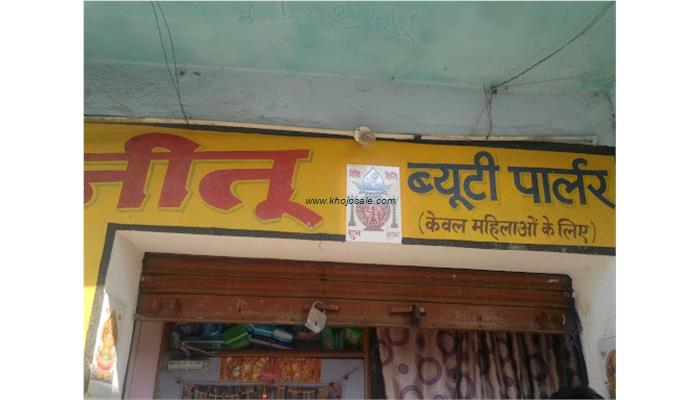 नीतू ब्यूटी पार्लर
(केवल महिलाओं के लिए)
www.khojosale.com
शुभ